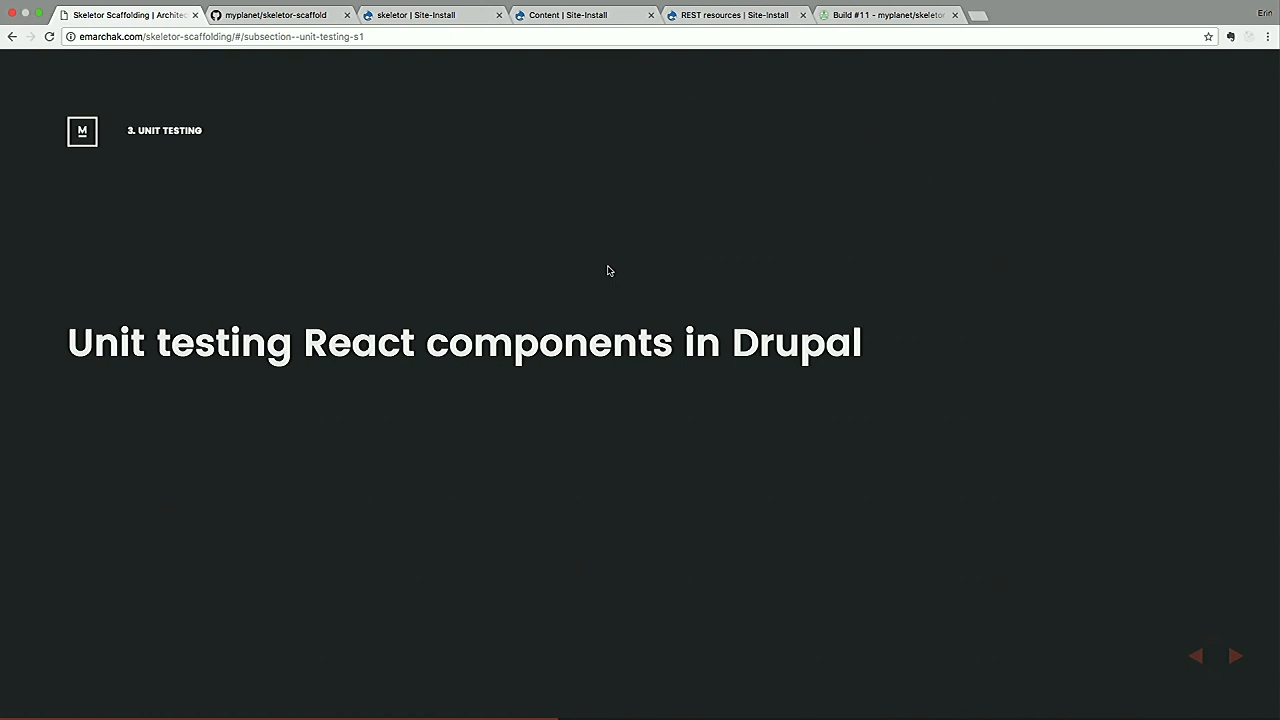 Skeletor Scaffolding | Architec
myplanet/skeletor-scaffold
skeletor | Site-Install
Content | Site-Install
REST resources | Site-Install
Build #11 - myplanet/skeletor
Erin
emarchak.com/skeletor-scaffolding/#/subsection--unit-testing-s1
M
3. UNIT TESTING
Unit testing React components in Drupal